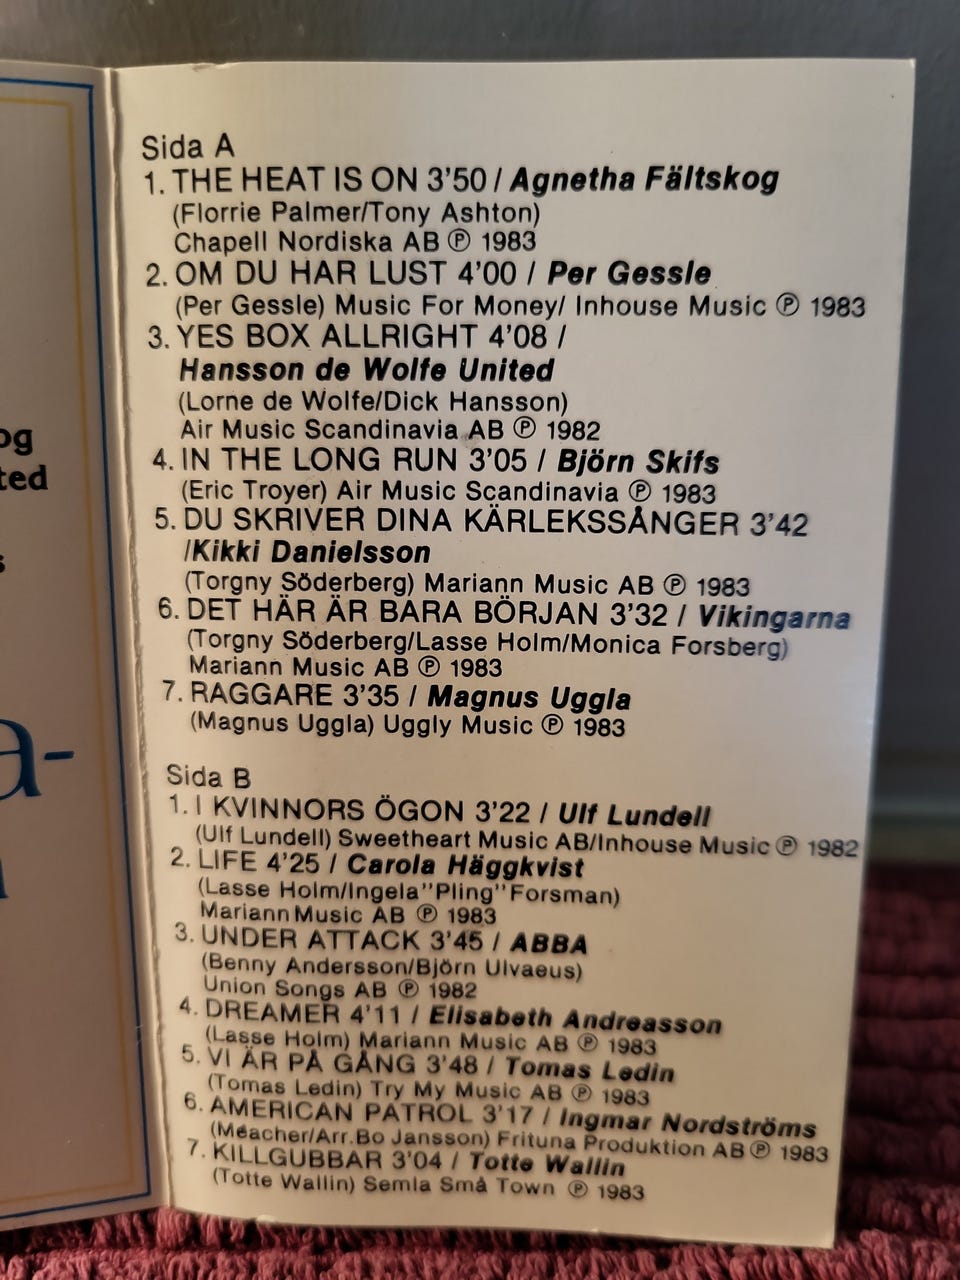 og
ted
s
a-
Sida A
1. THE HEAT IS ON 3'50 / Agnetha Fältskog
(Florrie Palmer/Tony Ashton)
Chapell Nordiska AB Ⓟ 1983
2. OM DU HAR LUST 4'00 / Per Gessle
(Per Gessle) Music For Money/ Inhouse Music Ⓟ 1983
3. YES BOX ALLRIGHT 4'08 /
Hansson de Wolfe United
(Lorne de Wolfe/Dick Hansson)
Air Music Scandinavia AB Ⓟ 1982
4. IN THE LONG RUN 3'05 / Björn Skifs
(Eric Troyer) Air Music Scandinavia Ⓟ 1983
5. DU SKRIVER DINA KÄRLEKSSÅNGER 3'42
/Kikki Danielsson
(Torgny Söderberg) Mariann Music AB Ⓟ 1983
6. DET HÄR ÄR BARA BÖRJAN 3'32 / Vikingarna
(Torgny Söderberg/Lasse Holm/Monica Forsberg)
Mariann Music AB Ⓟ 1983
7. RAGGARE 3'35 / Magnus Uggla
(Magnus Uggla) Uggly Music Ⓟ 1983
Sida B
1. I KVINNORS ÖGON 3'22 / Ulf Lundell
(Ulf Lundell) Sweetheart Music AB/Inhouse Music Ⓟ 1982
2. LIFE 4'25 / Carola Häggkvist
(Lasse Holm/Ingela"Pling"Forsman)
Mariann Music AB Ⓟ 1983
3. UNDER ATTACK 3'45 / ABBA
(Benny Andersson/Björn Ulvaeus)
Union Songs AB Ⓟ 1982
4. DREAMER 4'11 / Elisabeth Andreasson
(Lasse Holm) Mariann Music AB Ⓟ 1983
5. VI ÄR PÅ GÅNG 3'48 / Tomas Ledin
(Tomas Ledin) Try My Music AB Ⓟ 1983
6. AMERICAN PATROL 3'17 / Ingmar Nordströms
(Meacher/Arr.Bo Jansson) Frituna Produktion AB Ⓟ 1983
7. KILLGUBBAR 3'04 / Totte Wallin
(Totte Wallin) Semla Små Town Ⓟ 1983